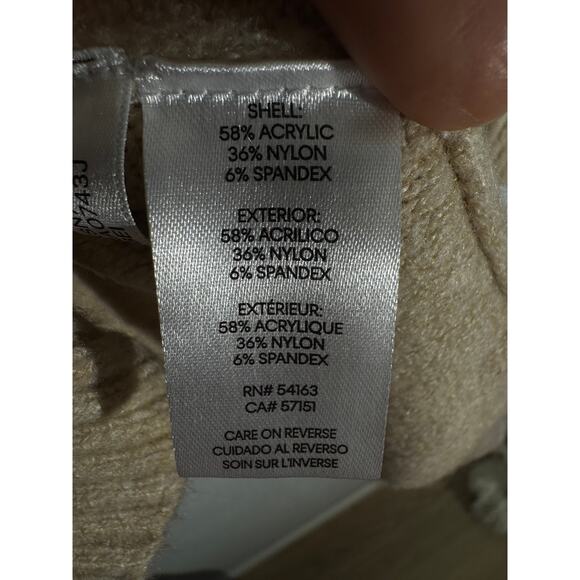 SHELL:
58% ACRYLIC
36% NYLON
6% SPANDEX
EXTERIOR:
58% ACRILICO
36% NYLON
6% SPANDEX
EXTÉRIEUR:
58% ACRYLIQUE
36% NYLON
6% SPANDEX
RN# 54163
CA# 57151
CARE ON REVERSE
CUIDADO AL REVERSO
SOIN SUR L'INVERSE